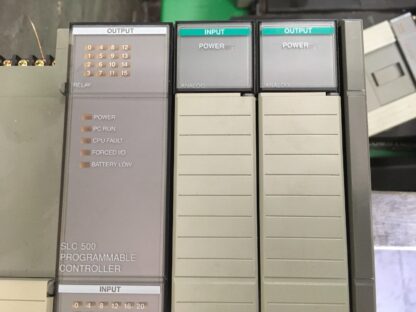 OUTPUT
0 4 8 12
1 5 9 13
2 6 10 14
3 7 11 15
RELAY
POWER
PC RUN
CPU FAULT
FORCED I/O
BATTERY LOW
SLC 500
PROGRAMMABLE
CONTROLLER
INPUT
0 4 8 12 16 20
INPUT
POWER
ANALOG
OUTPUT
POWER
ANALOG